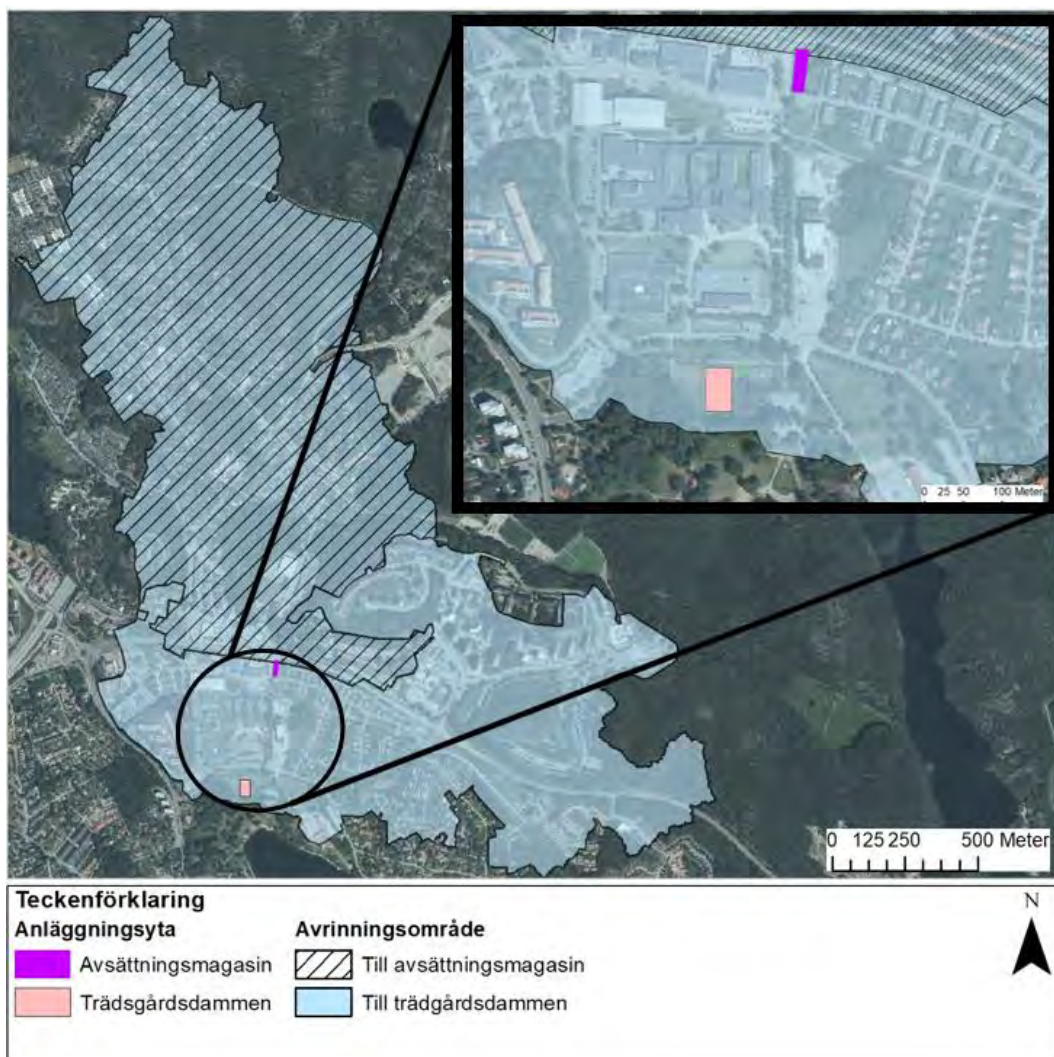 0 25 50 100 Meter
0 125 250 500 Meter
Teckenförklaring
N
Anläggningsyta
Avrinningsområde
Avsättningsmagasin
Till avsättningsmagasin
Trädsgårdsdammen
Till trädgårdsdammen